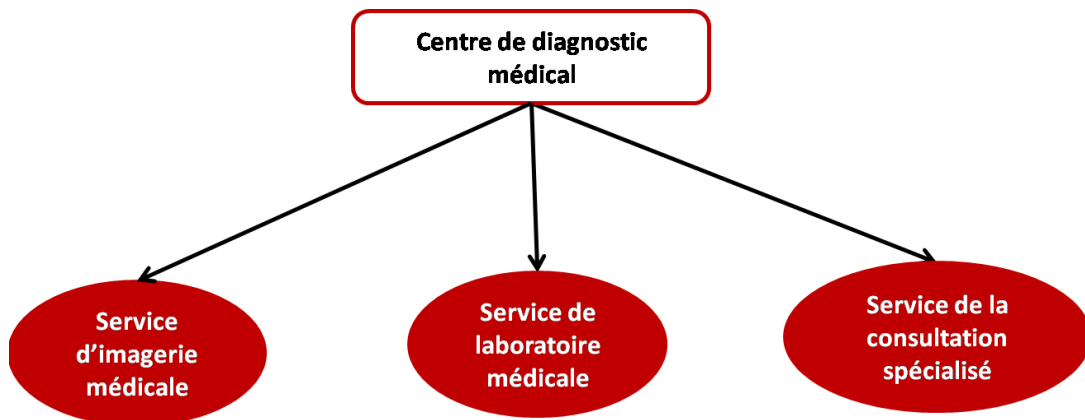 Centre de diagnostic
médical
Service
d’imagerie
médicale
Service de
laboratoire
médicale
Service de la
consultation
spécialisé